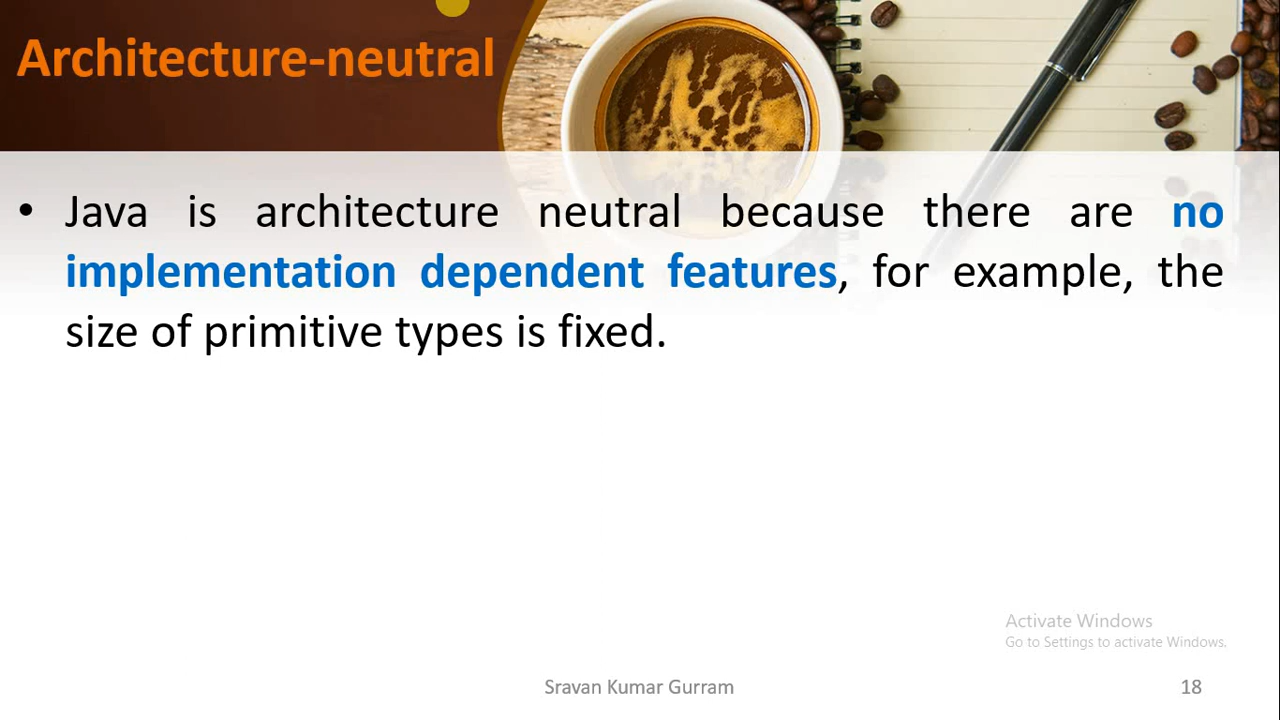 Architecture-neutral
• Java is architecture neutral because there are no
implementation dependent features, for example, the
size of primitive types is fixed.
Activate Windows
Go to Settings to activate Windows.
Sravan Kumar Gurram
18